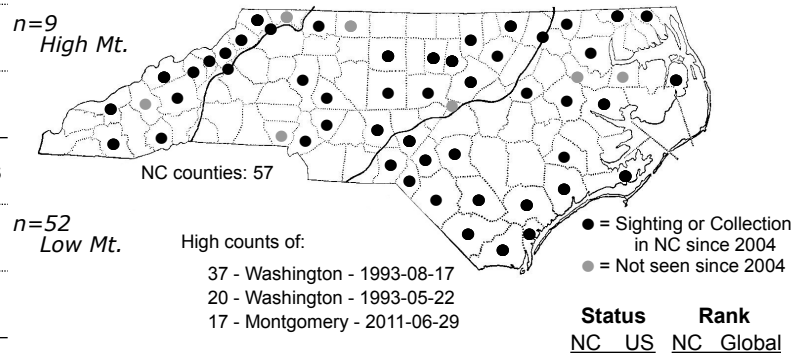 n=9
High Mt.
NC counties: 57
n=52
Low Mt.
High counts of:
37 - Washington - 1993-08-17
20 - Washington - 1993-05-22
17 - Montgomery - 2011-06-29
= Sighting or Collection
in NC since 2004
= Not seen since 2004
Status Rank
NC US NC Global